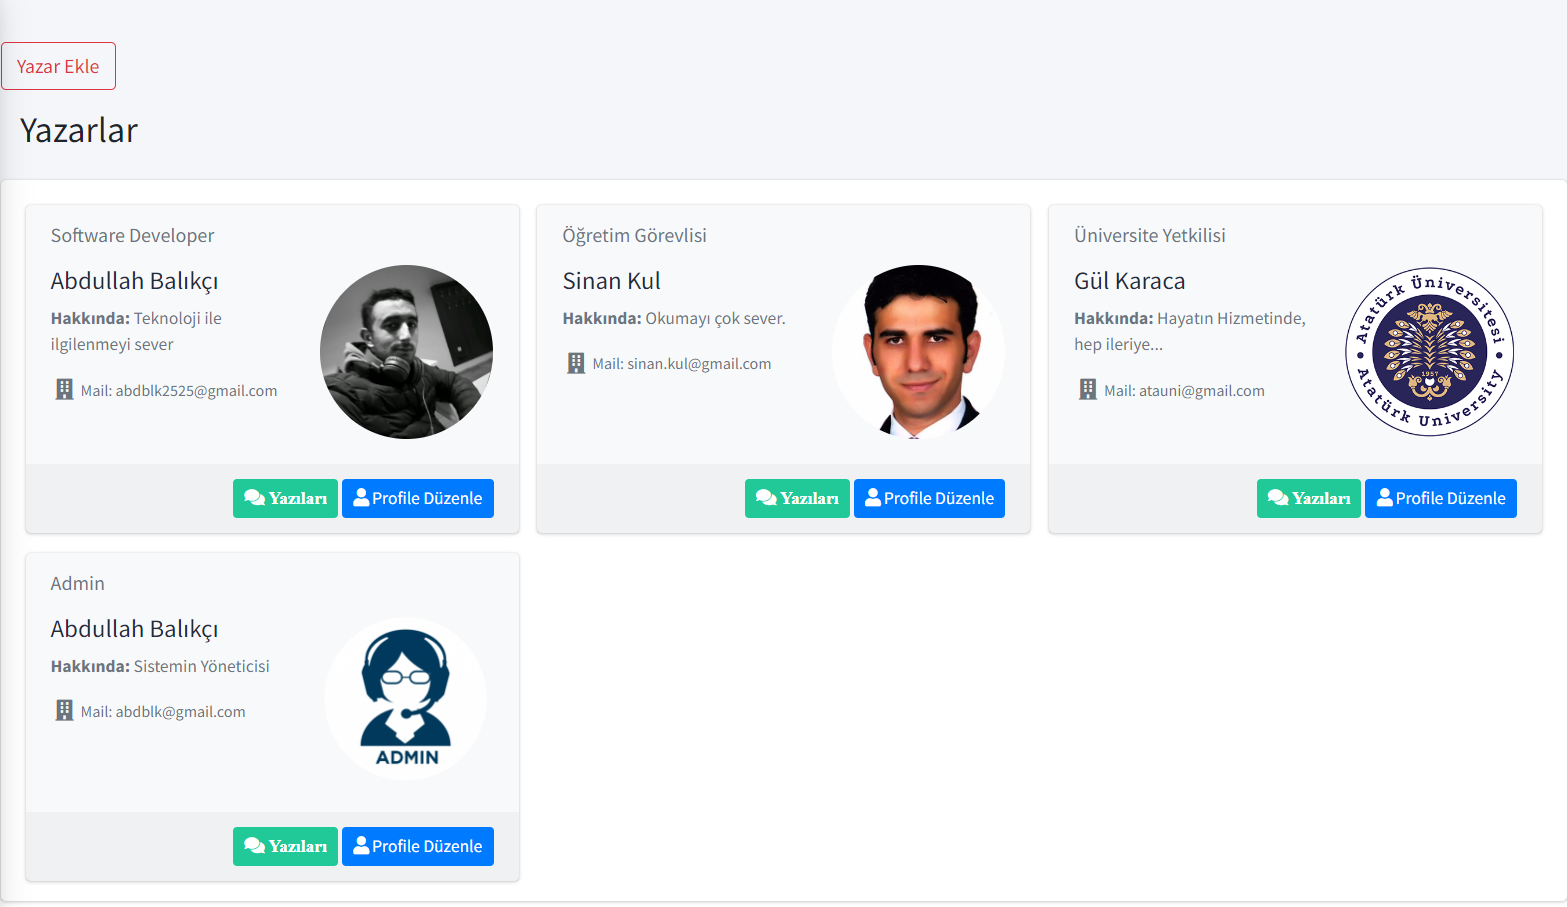 Yazar Ekle
Yazarlar
Software Developer
Abdullah Balıkçı
Hakkında: Teknoloji ile
ilgilenmeyi sever
Mail: abdblk2525@gmail.com
Yazıları
Profile Düzenle
Öğretim Görevlisi
Sinan Kul
Hakkında: Okumayı çok sever.
Mail: sinan.kul@gmail.com
Yazıları
Profile Düzenle
Üniversite Yetkilisi
Gül Karaca
Hakkında: Hayatın Hizmetinde,
hep ileriye...
Mail: atauni@gmail.com
Atatürk Üniversitesi
1957
Atatürk University
Yazıları
Profile Düzenle
Admin
Abdullah Balıkçı
Hakkında: Sistemin Yöneticisi
Mail: abdblk@gmail.com
ADMIN
Yazıları
Profile Düzenle